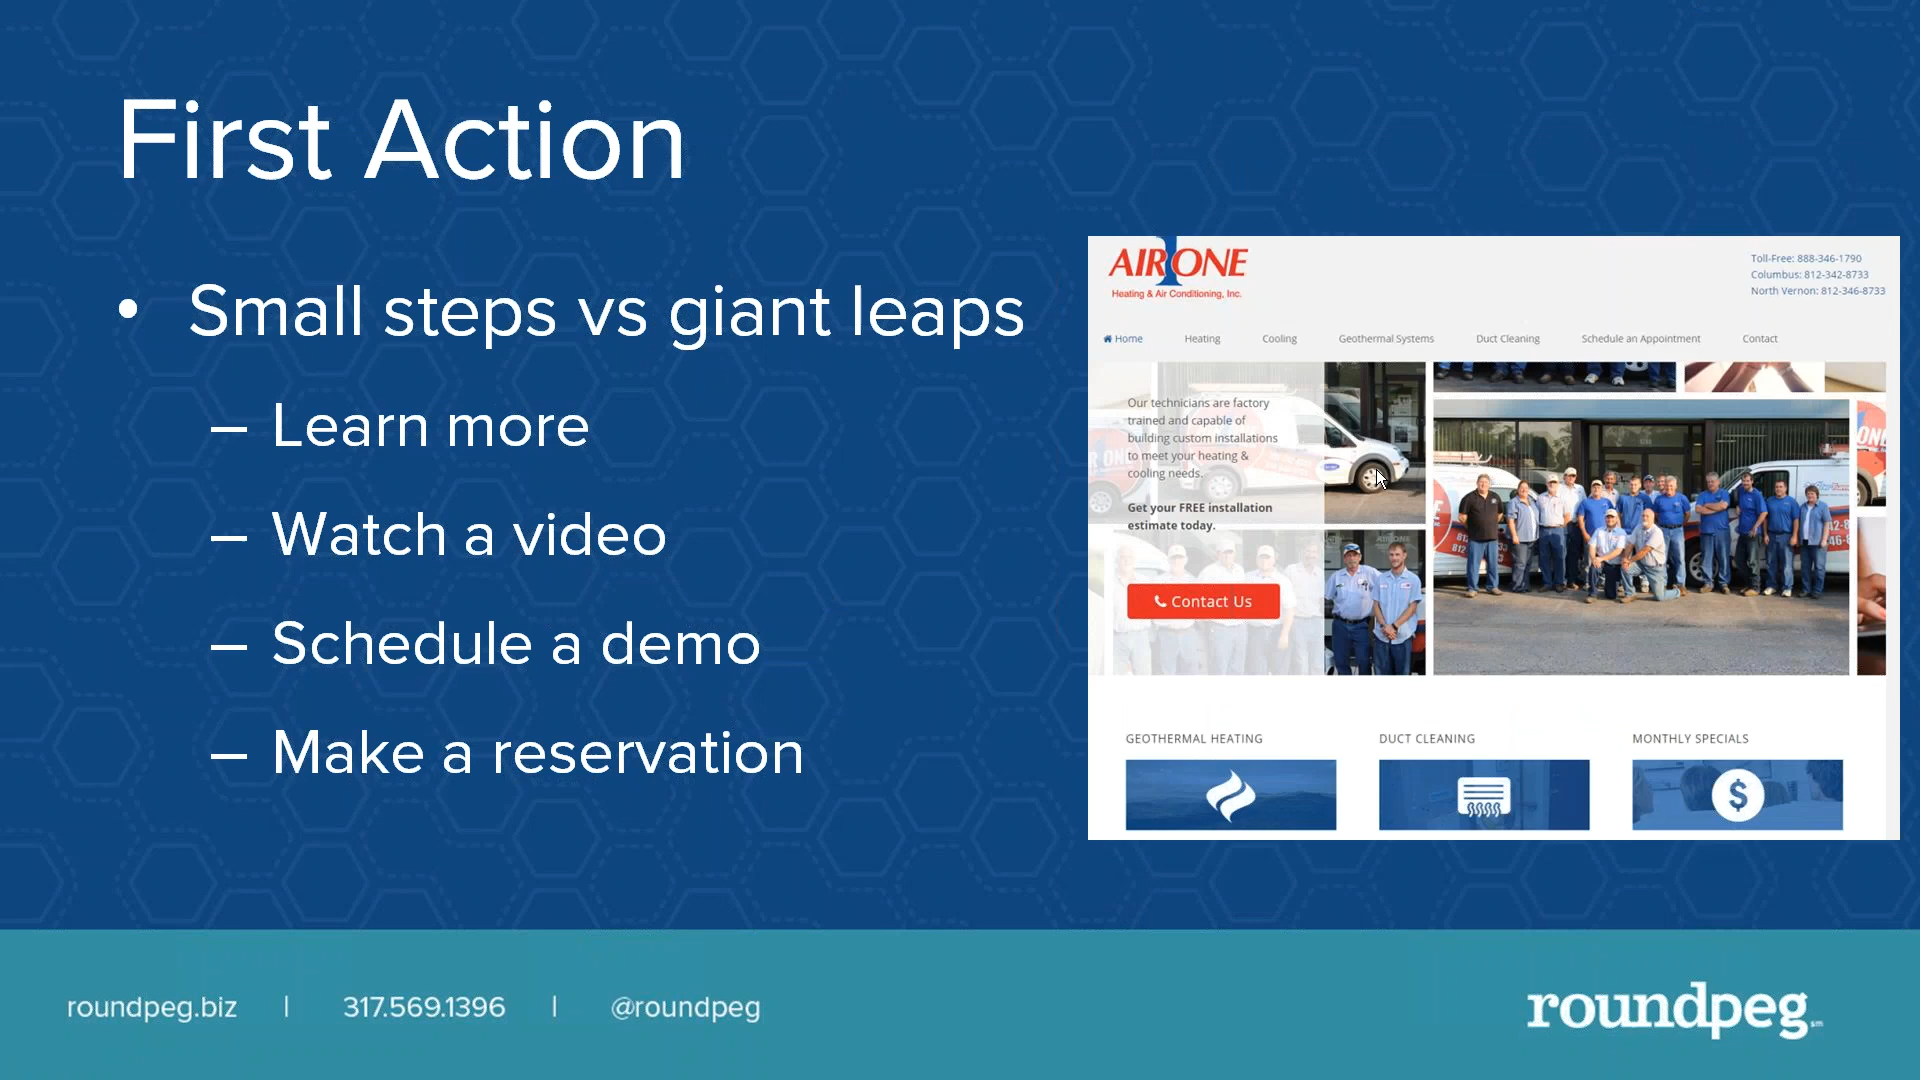 First Action
• Small steps vs giant leaps
– Learn more
– Watch a video
– Schedule a demo
– Make a reservation
AIR1ONE
Heating & Air Conditioning, Inc.
Toll-Free: 888-346-1790
Columbus: 812-342-8733
North Vernon: 812-346-8733
Home Heating Cooling Geothermal Systems Duct Cleaning Schedule an Appointment Contact
Our technicians are factory
trained and capable of
building custom installations
to meet your heating &
cooling needs.
Get your FREE installation
estimate today.
Contact Us
GEOTHERMAL HEATING DUCT CLEANING MONTHLY SPECIALS
$
roundpeg.biz | 317.569.1396 | @roundpeg
roundpeg